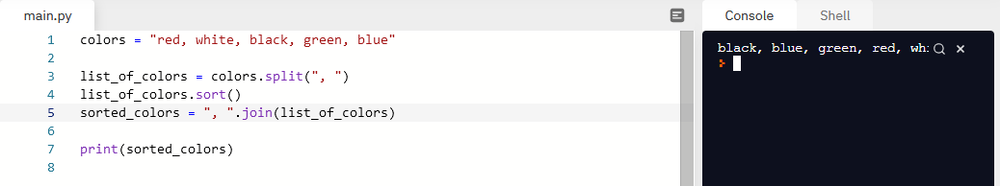 main.py
Console
Shell
1 colors = "red, white, black, green, blue"
2
3 list_of_colors = colors.split(", ")
4 list_of_colors.sort()
5 sorted_colors = ", ".join(list_of_colors)
6
7 print(sorted_colors)
8
black, blue, green, red, wh